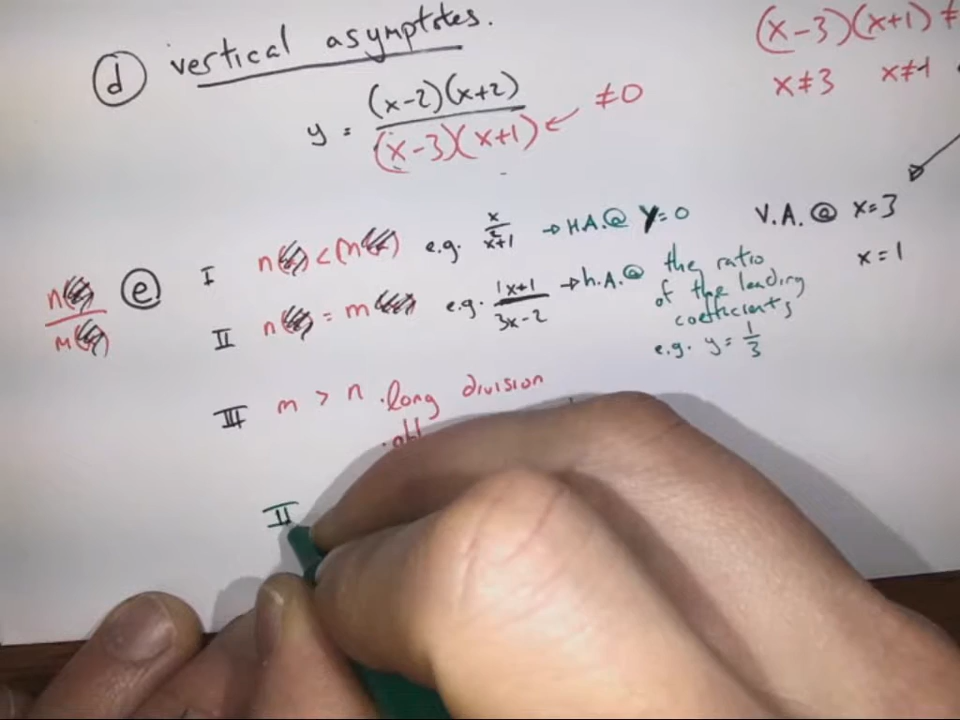 d vertical asymptotes.
(x-3)(x+1) ≠
x≠3 x≠-1
y = (x-2)(x+2)
(x-3)(x+1) ← ≠0
V.A. @ x=3
x=1
n
m
e
I n < m e.g. x → H.A. @ y=0
x²+1
II n = m e.g. 1x+1 → h.A. @ the ratio
3x-2 of the leading
coefficients
e.g. y = 1/3
III m > n .long division
II